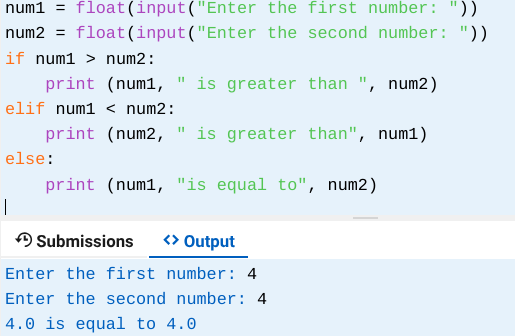 num1 = float(input("Enter the first number: "))
num2 = float(input("Enter the second number: "))
if num1 > num2:
    print (num1, " is greater than ", num2)
elif num1 < num2:
    print (num2, " is greater than", num1)
else:
    print (num1, "is equal to", num2)
Submissions <> Output
Enter the first number: 4
Enter the second number: 4
4.0 is equal to 4.0